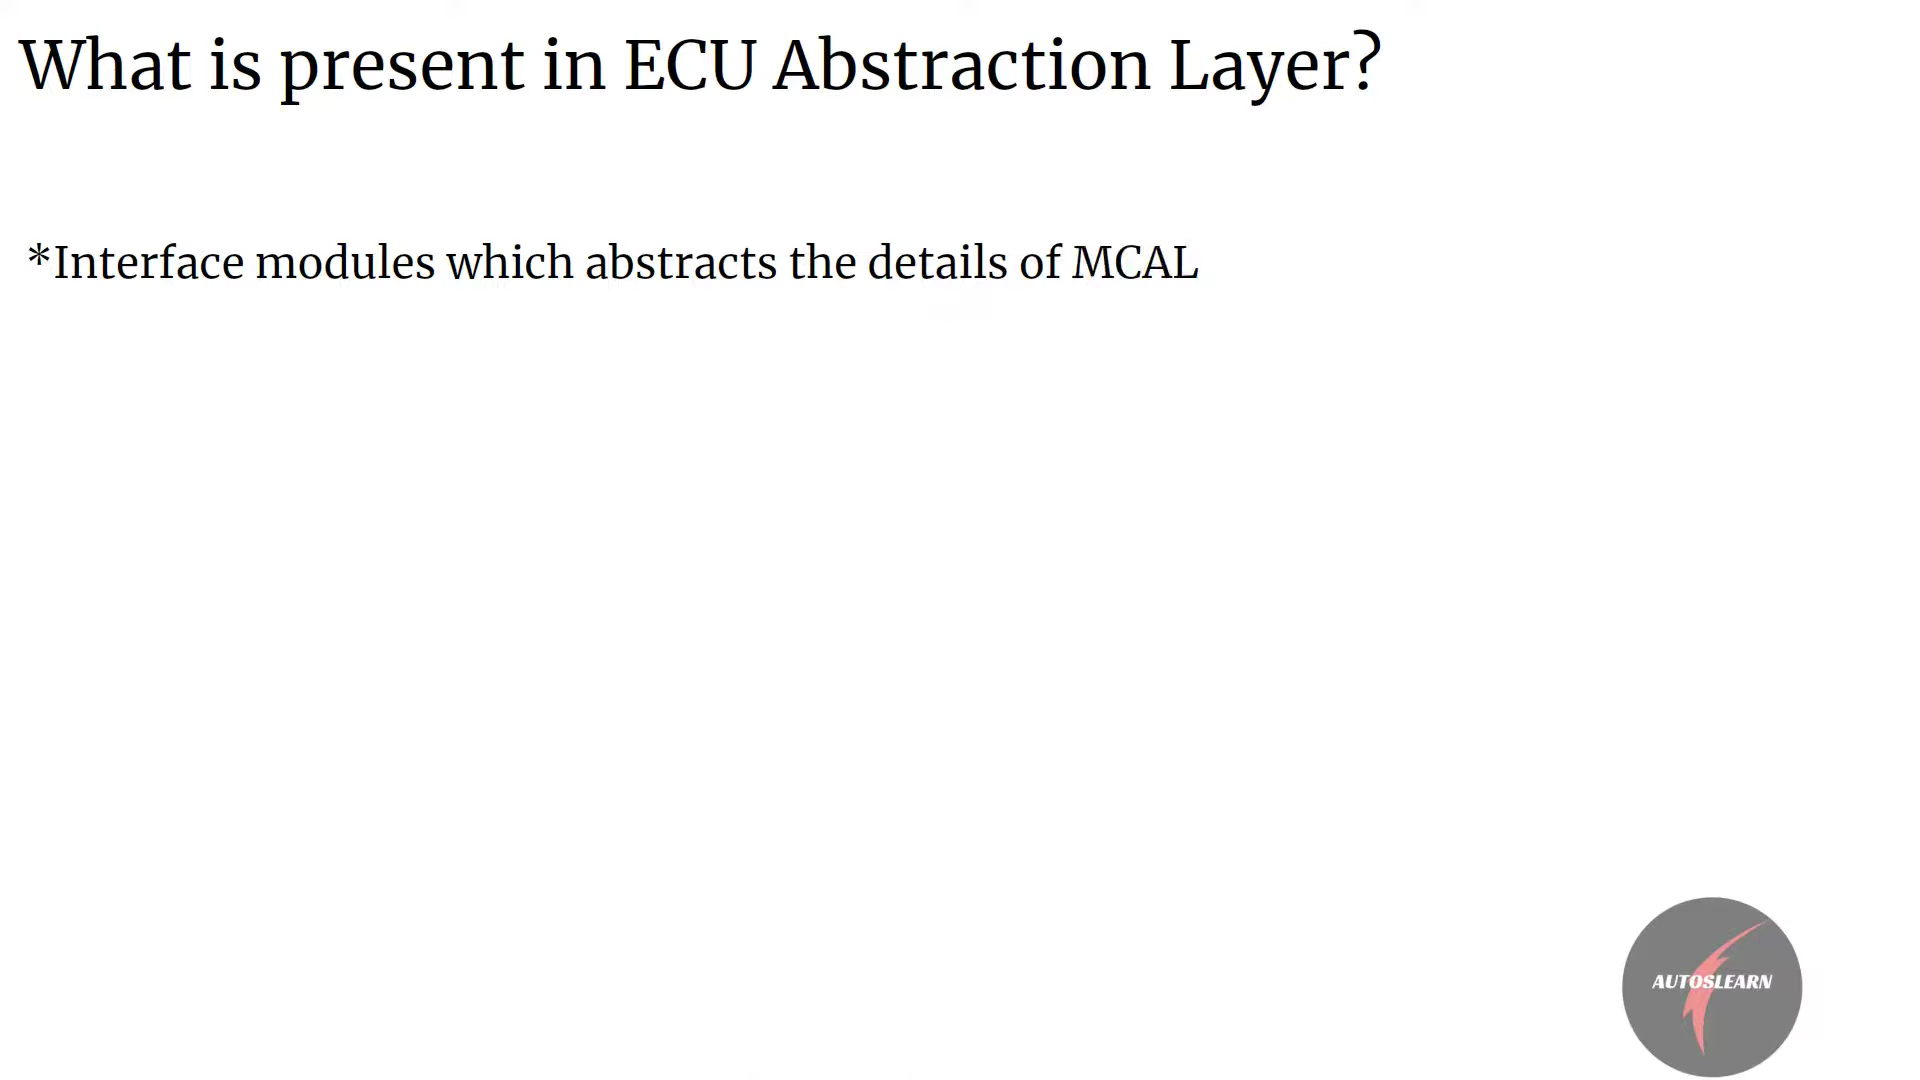 What is present in ECU Abstraction Layer?
*Interface modules which abstracts the details of MCAL
AUTOSLEARN